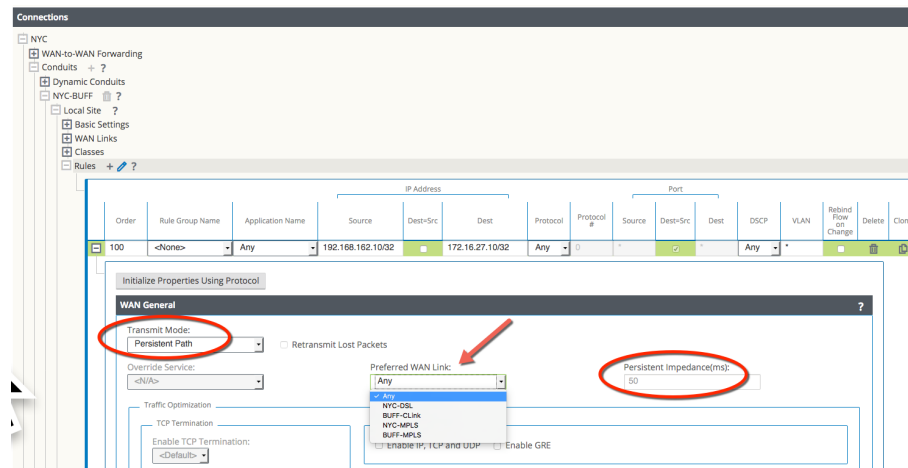 Connections
NYC
WAN-to-WAN Forwarding
Conduits + ?
Dynamic Conduits
NYC-BUFF ?
Local Site ?
Basic Settings
WAN Links
Classes
Rules + ?
IP Address Port
Order Rule Group Name Application Name Source Dest=Src Dest Protocol Protocol # Source Dest=Src Dest DSCP VLAN Rebind Flow on Change Delete Clon
100 <None> Any 192.168.162.10/32 172.16.27.10/32 Any 0 * * Any *
Initialize Properties Using Protocol
WAN General ?
Transmit Mode:
Persistent Path Retransmit Lost Packets
Override Service: Preferred WAN Link: Persistent Impedance(ms):
<N/A> Any 50
✓ Any
Traffic Optimization NYC-DSL
BUFF-CLink
TCP Termination NYC-MPLS
BUFF-MPLS
Enable TCP Termination: Enable IP, TCP and UDP Enable GRE
<Default>